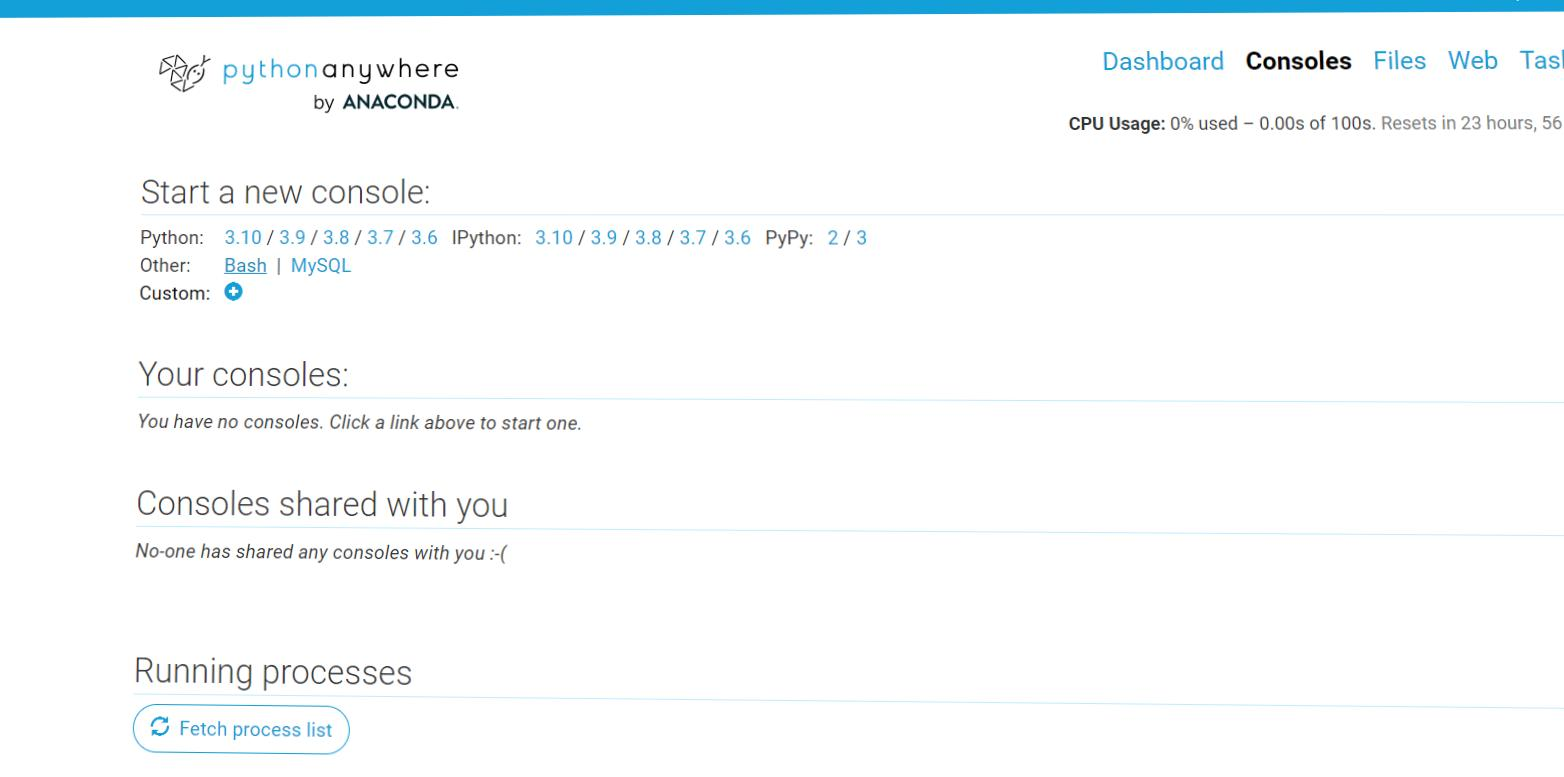 pythonanywhere
by ANACONDA.
Dashboard Consoles Files Web
CPU Usage: 0% used – 0.00s of 100s. Resets in 23 hours, 56
Start a new console:
Python: 3.10 / 3.9 / 3.8 / 3.7 / 3.6 IPython: 3.10 / 3.9 / 3.8 / 3.7 / 3.6 PyPy: 2 / 3
Other: Bash | MySQL
Custom:
Your consoles:
You have no consoles. Click a link above to start one.
Consoles shared with you
No-one has shared any consoles with you :-(
Running processes
Fetch process list